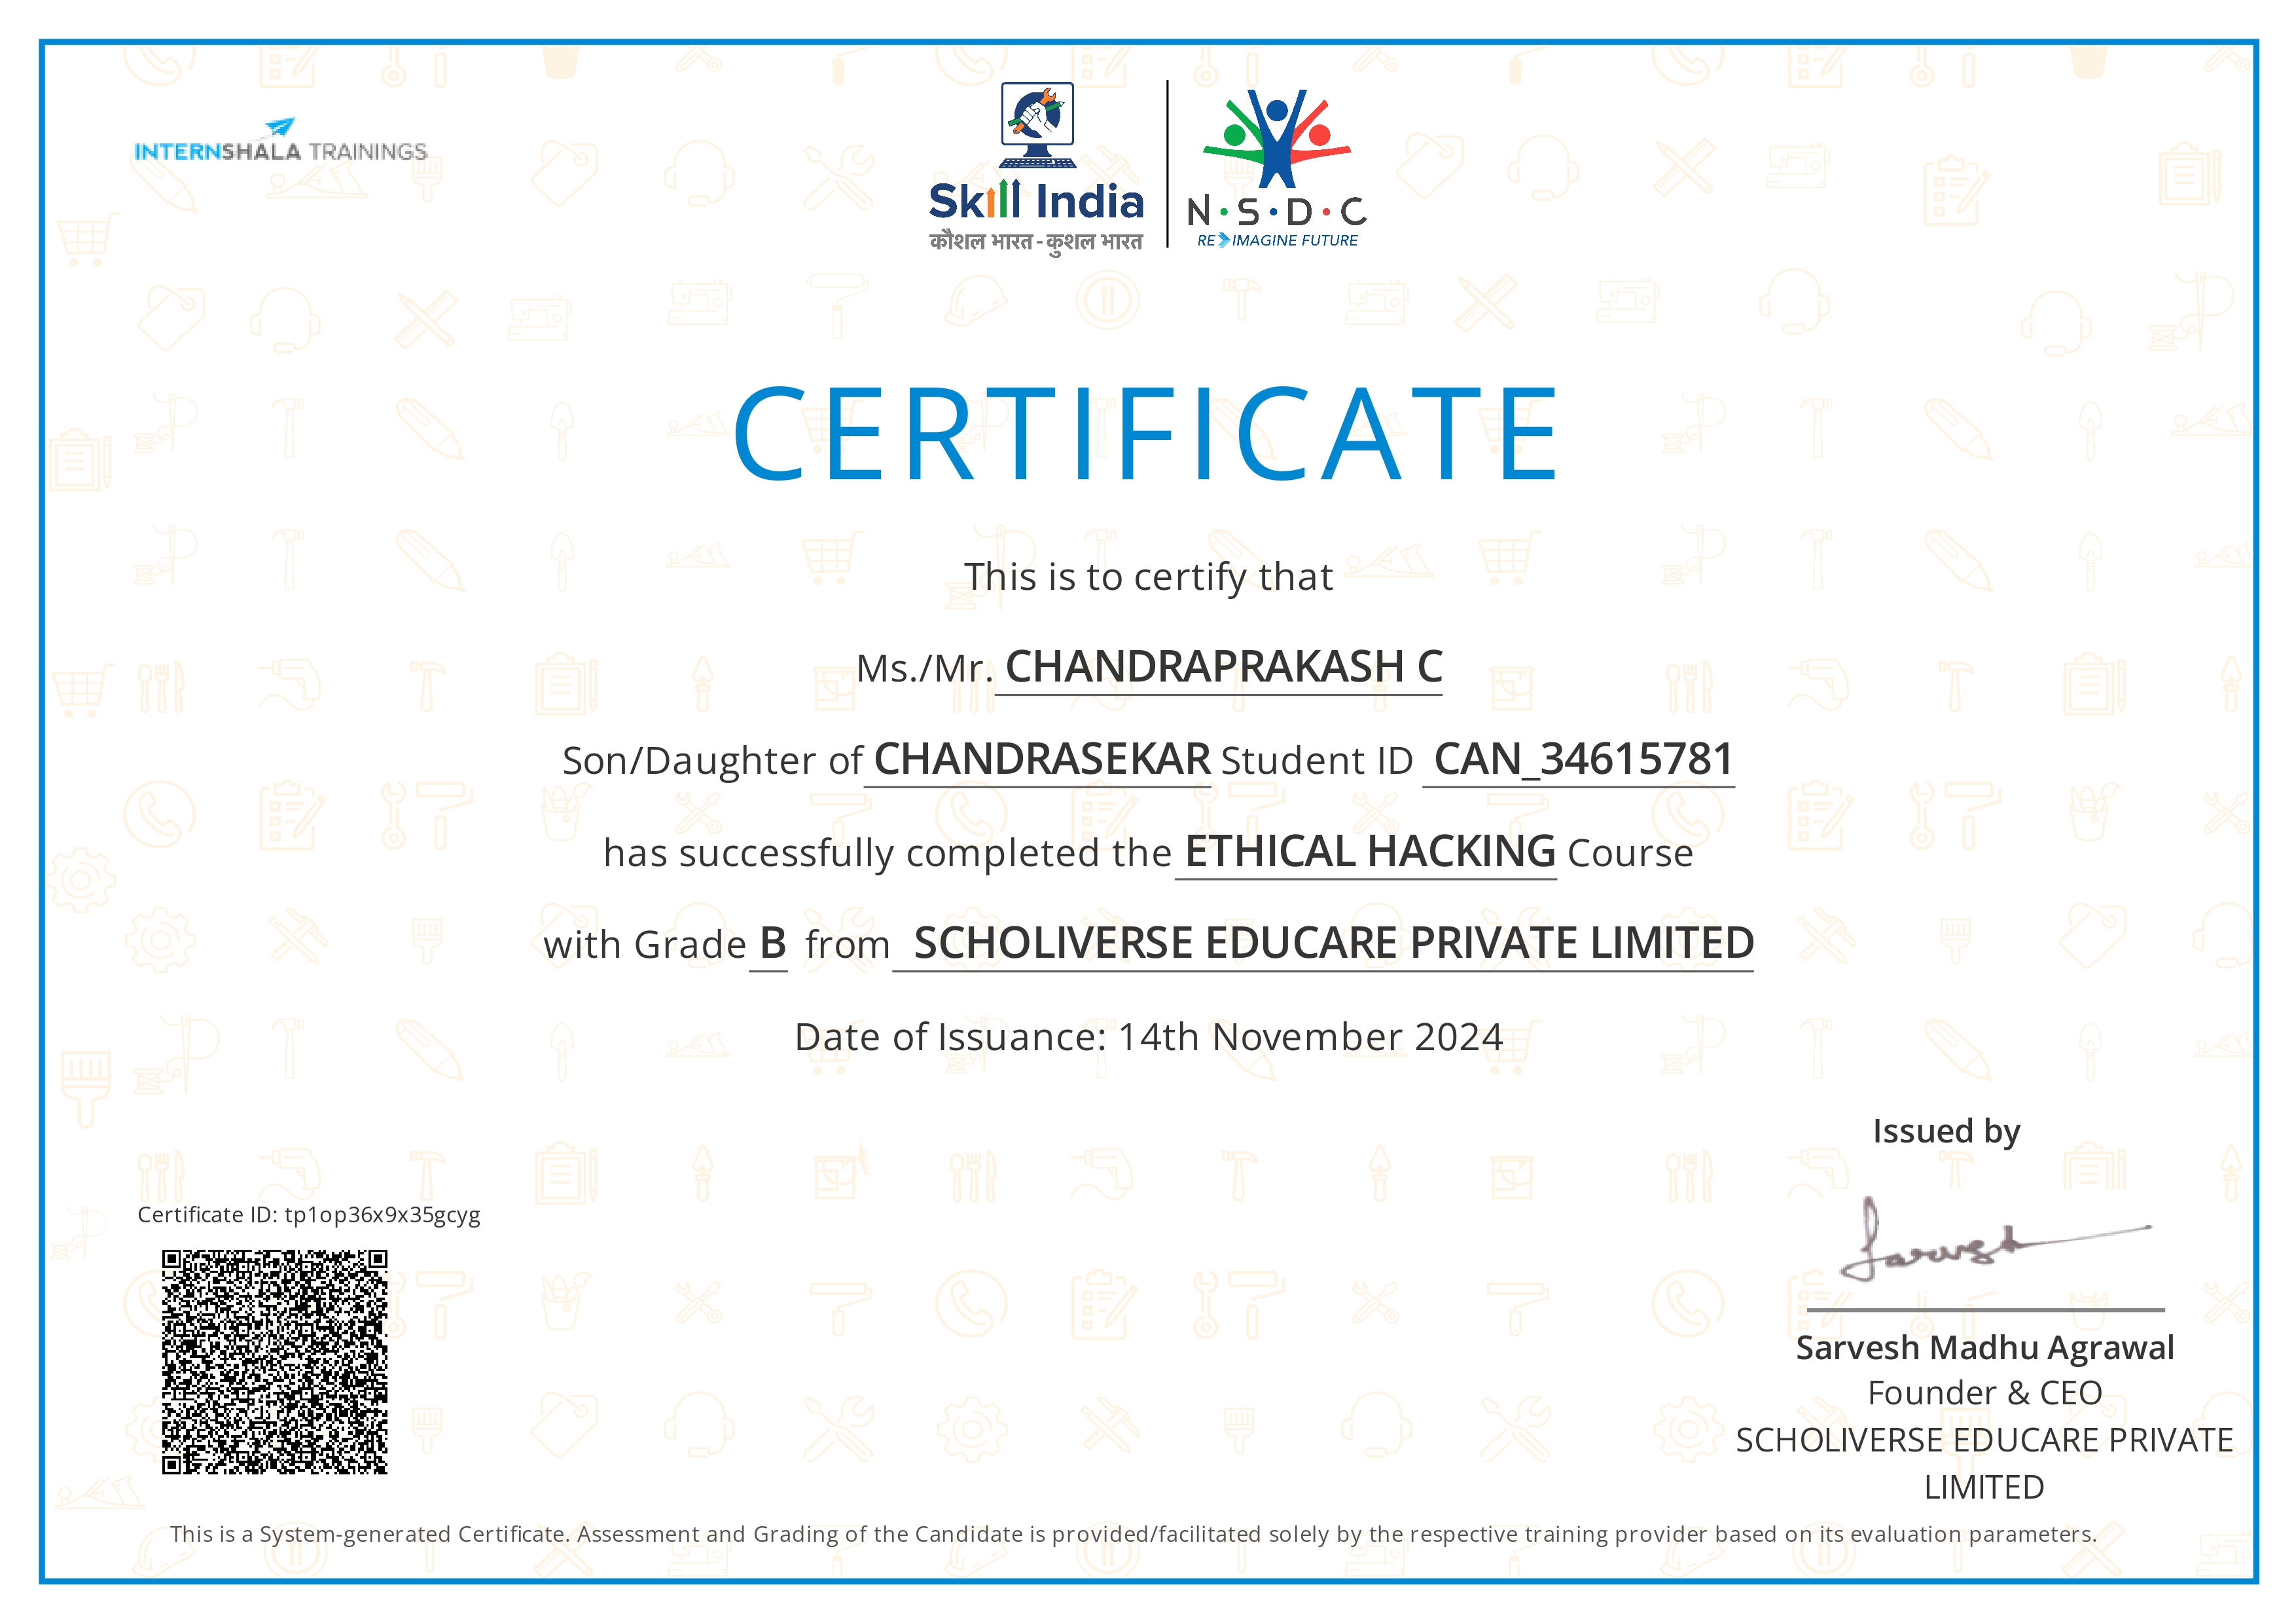 INTERNSHALA TRAININGS
Skill India
कौशल भारत - कुशल भारत
N·S·D·C
RE IMAGINE FUTURE
CERTIFICATE
This is to certify that
Ms./Mr. CHANDRAPRAKASH C
Son/Daughter of CHANDRASEKAR Student ID CAN_34615781
has successfully completed the ETHICAL HACKING Course
with Grade B from SCHOLIVERSE EDUCARE PRIVATE LIMITED
Date of Issuance: 14th November 2024
Issued by
Certificate ID: tp1op36x9x35gcyg
Sarvesh
Sarvesh Madhu Agrawal
Founder & CEO
SCHOLIVERSE EDUCARE PRIVATE
LIMITED
This is a System-generated Certificate. Assessment and Grading of the Candidate is provided/facilitated solely by the respective training provider based on its evaluation parameters.